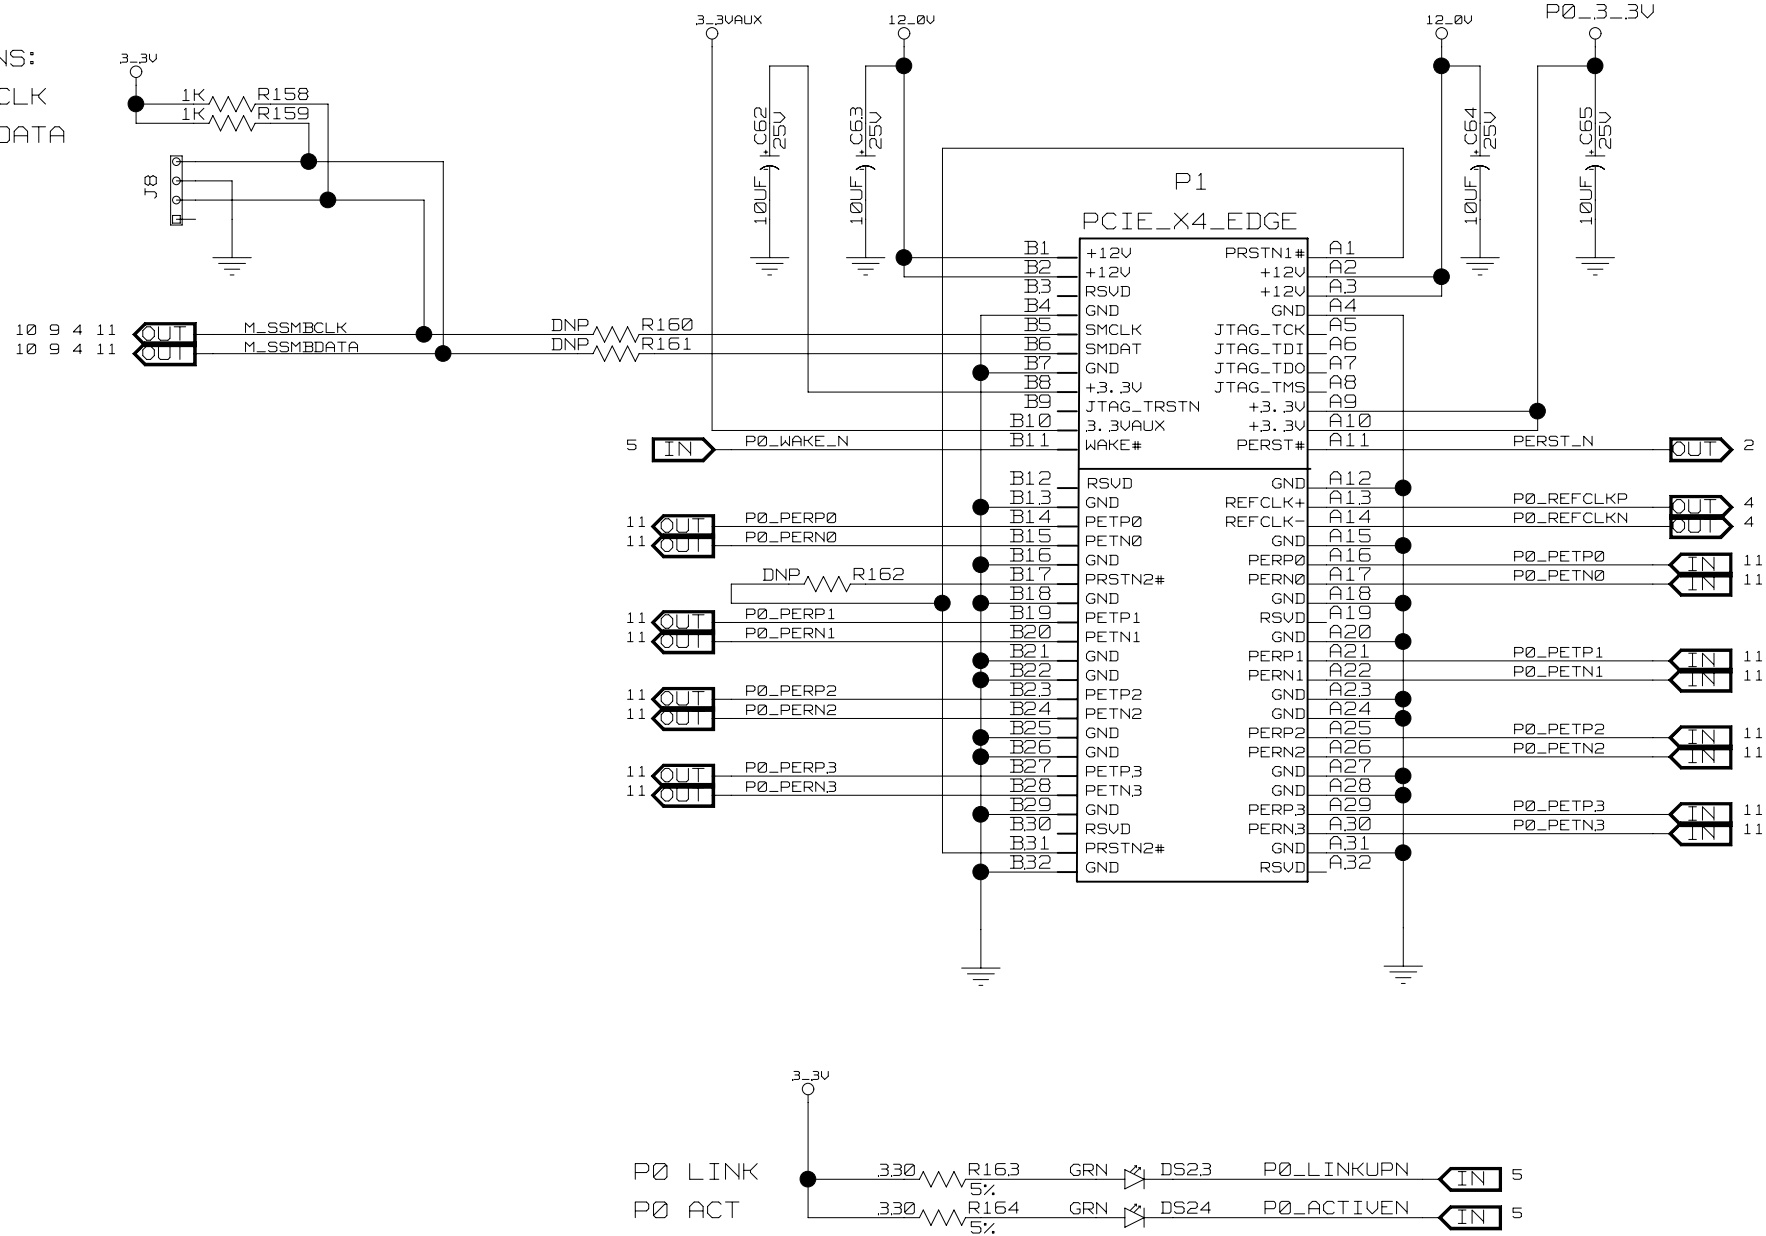 3_3VAUX
12_0V
12_0V
P0_3_3V
NS:
CLK
DATA
3_3V
1K R158
1K R159
J8
10UF C62 25V
10UF C63 25V
10UF C64 25V
10UF C65 25V
P1
PCIE_X4_EDGE
B1 +12V PRSTN1# A1
B2 +12V +12V A2
B3 RSVD +12V A3
B4 GND GND A4
10 9 4 11 OUT M_SSMBCLK DNP R160 B5 SMCLK JTAG_TCK A5
10 9 4 11 OUT M_SSMBDATA DNP R161 B6 SMDAT JTAG_TDI A6
B7 GND JTAG_TDO A7
B8 +3.3V JTAG_TMS A8
B9 JTAG_TRSTN +3.3V A9
B10 3.3VAUX +3.3V A10
5 IN P0_WAKE_N B11 WAKE# PERST# A11 PERST_N OUT 2
B12 RSVD GND A12
B13 GND REFCLK+ A13 P0_REFCLKP OUT 4
11 OUT P0_PERP0 B14 PETP0 REFCLK- A14 P0_REFCLKN OUT 4
11 OUT P0_PERN0 B15 PETN0 GND A15
B16 GND PERP0 A16 P0_PETP0 IN 11
DNP R162 B17 PRSTN2# PERN0 A17 P0_PETN0 IN 11
B18 GND GND A18
11 OUT P0_PERP1 B19 PETP1 RSVD A19
11 OUT P0_PERN1 B20 PETN1 GND A20
B21 GND PERP1 A21 P0_PETP1 IN 11
B22 GND PERN1 A22 P0_PETN1 IN 11
11 OUT P0_PERP2 B23 PETP2 GND A23
11 OUT P0_PERN2 B24 PETN2 GND A24
B25 GND PERP2 A25 P0_PETP2 IN 11
B26 GND PERN2 A26 P0_PETN2 IN 11
11 OUT P0_PERP3 B27 PETP3 GND A27
11 OUT P0_PERN3 B28 PETN3 GND A28
B29 GND PERP3 A29 P0_PETP3 IN 11
B30 RSVD PERN3 A30 P0_PETN3 IN 11
B31 PRSTN2# GND A31
B32 GND RSVD A32
3_3V
P0 LINK 330 R163 5% GRN DS23 P0_LINKUPN IN 5
P0 ACT 330 R164 5% GRN DS24 P0_ACTIVEN IN 5